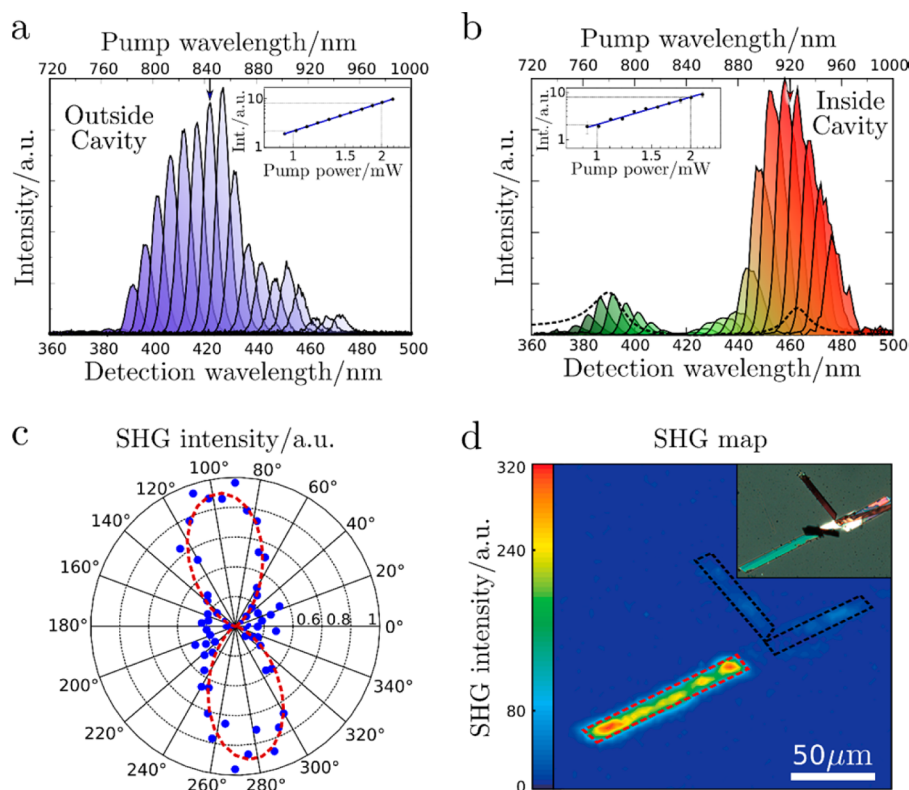 a
Pump wavelength/nm
720 760 800 840 880 920 960 1000
Outside
Cavity
Intensity/a.u.
Int./a.u.
10
1
1 1.5 2
Pump power/mW
360 380 400 420 440 460 480 500
Detection wavelength/nm
b
Pump wavelength/nm
720 760 800 840 880 920 960 1000
Inside
Cavity
Intensity/a.u.
Int./a.u.
10
1
1 1.5 2
Pump power/mW
360 380 400 420 440 460 480 500
Detection wavelength/nm
c
SHG intensity/a.u.
100° 80°
120° 60°
140° 40°
160° 20°
180° 0.6 0.8 1 0°
200° 340°
220° 320°
240° 300°
260° 280°
d
SHG map
SHG intensity/a.u.
320
240
80
0
50μm